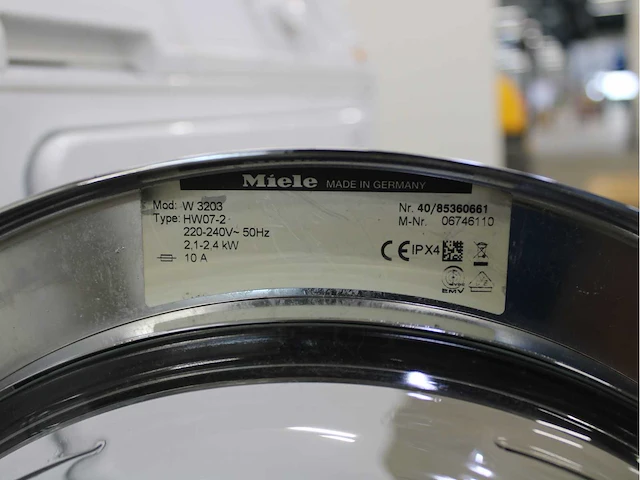 Miele MADE IN GERMANY
Mod: W 3203 Nr. 40/85360661
Type: HW07-2 M-Nr. 06746110
220-240V~ 50Hz
2,1-2,4 kW CE IPX4
10 A
EMV